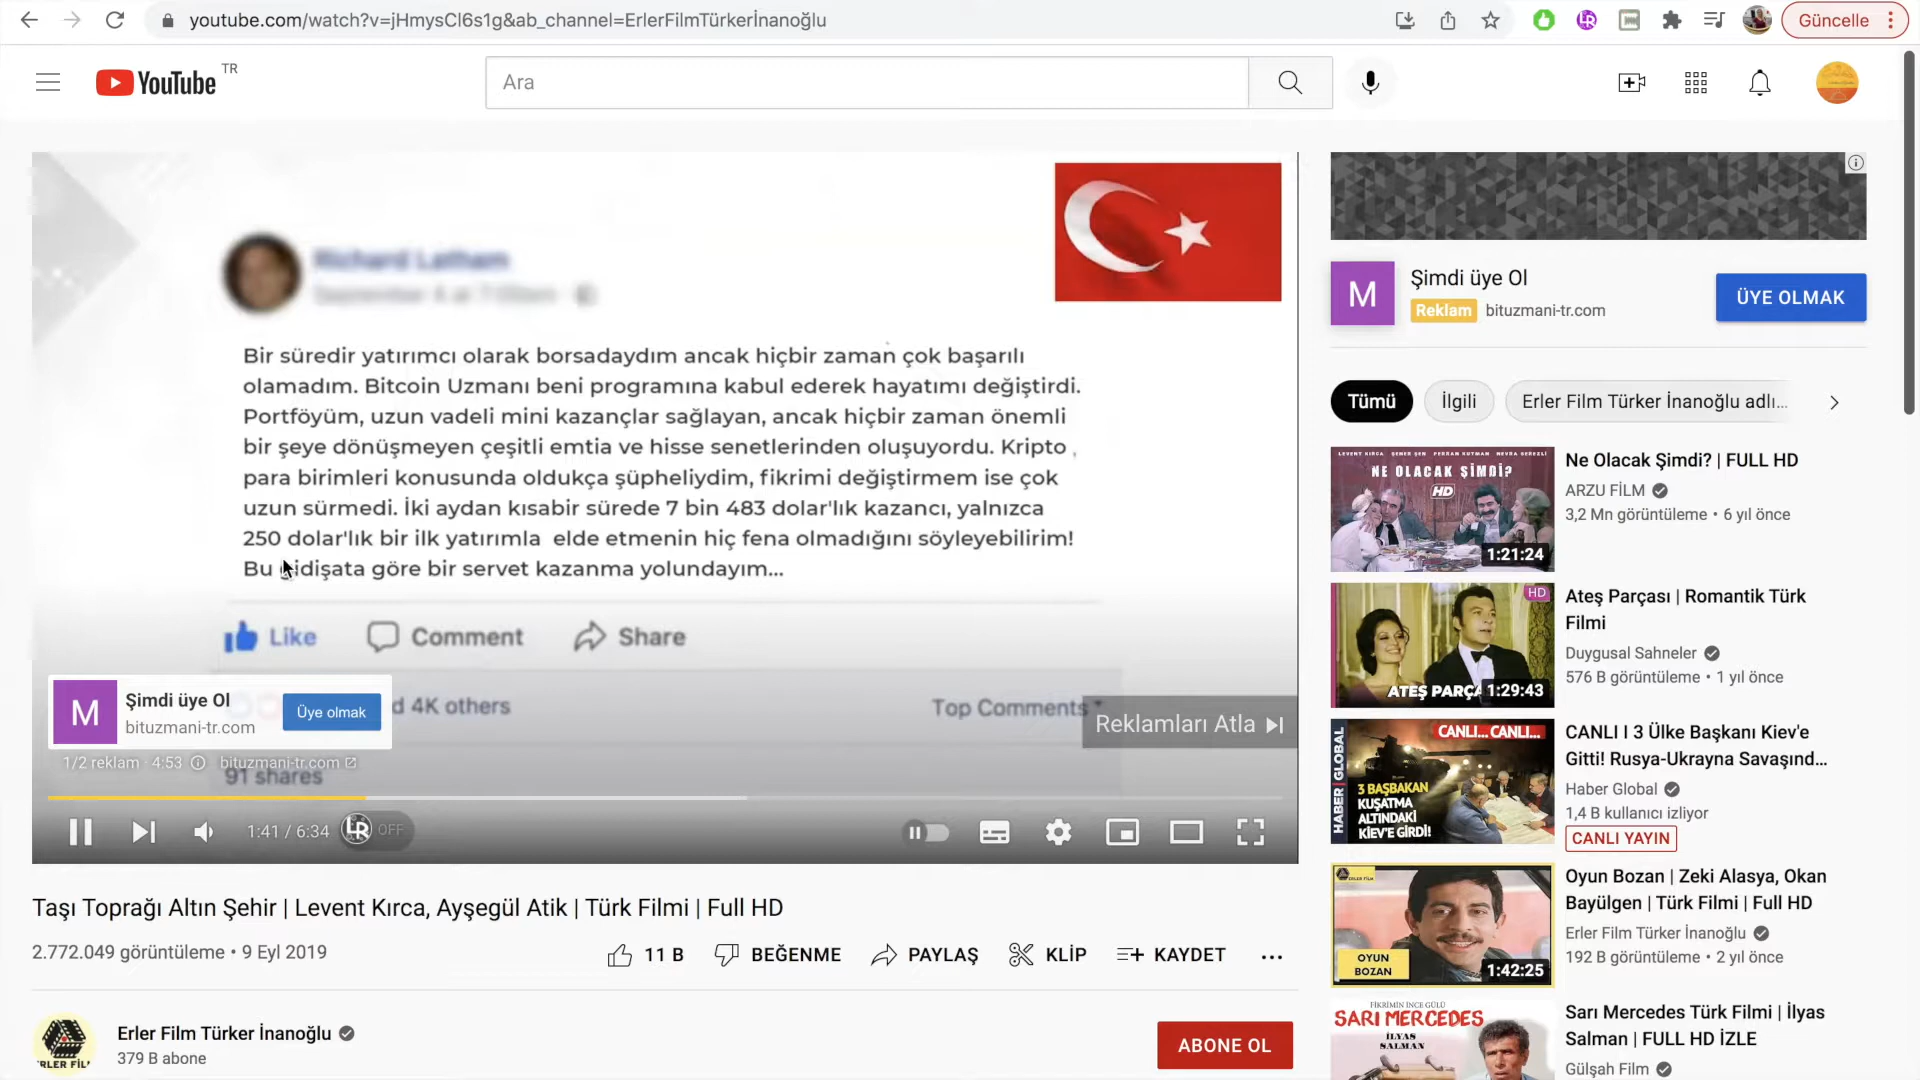 youtube.com/watch?v=jHmysCl6s1g&ab_channel=ErlerFilmTürkerİnanoğlu
Güncelle
YouTube TR
Ara
Bir süredir yatırımcı olarak borsadaydım ancak hiçbir zaman çok başarılı
olamadım. Bitcoin Uzmanı beni programına kabul ederek hayatımı değiştirdi.
Portföyüm, uzun vadeli mini kazançlar sağlayan, ancak hiçbir zaman önemli
bir şeye dönüşmeyen çeşitli emtia ve hisse senetlerinden oluşuyordu. Kripto
para birimleri konusunda oldukça şüpheliydim, fikrimi değiştirmem ise çok
uzun sürmedi. İki aydan kısabir sürede 7 bin 483 dolar'lık kazancı, yalnızca
250 dolar'lık bir ilk yatırımla elde etmenin hiç fena olmadığını söyleyebilirim!
Bu gidişata göre bir servet kazanma yolundayım...
Like Comment Share
4K others
Top Comments
91 shares
M
Şimdi üye Ol
bituzmani-tr.com
Üye olmak
Reklamları Atla
1/2 reklam · 4:53 bituzmani-tr.com
1:41 / 6:34
LR OFF
Taşı Toprağı Altın Şehir | Levent Kırca, Ayşegül Atik | Türk Filmi | Full HD
2.772.049 görüntüleme • 9 Eyl 2019
11 B BEĞENME PAYLAŞ KLİP KAYDET
Erler Film Türker İnanoğlu
379 B abone
ABONE OL
M
Şimdi üye Ol
Reklam bituzmani-tr.com
ÜYE OLMAK
Tümü İlgili Erler Film Türker İnanoğlu adlı...
LEVENT KIRCA ŞENER ŞEN PERRAN KUTMAN NEVRA SEREZLİ
NE OLACAK ŞİMDİ?
HD
1:21:24
Ne Olacak Şimdi? | FULL HD
ARZU FİLM
3,2 Mn görüntüleme • 6 yıl önce
HD
ATEŞ PARÇA
1:29:43
Ateş Parçası | Romantik Türk
Filmi
Duygusal Sahneler
576 B görüntüleme • 1 yıl önce
HABER GLOBAL
CANLI... CANLI...
3 BAŞBAKAN
KUŞATMA
ALTINDAKİ
KİEV'E GİRDİ!
CANLI I 3 Ülke Başkanı Kiev'e
Gitti! Rusya-Ukrayna Savaşınd...
Haber Global
1,4 B kullanıcı izliyor
CANLI YAYIN
OYUN
BOZAN
1:42:25
Oyun Bozan | Zeki Alasya, Okan
Bayülgen | Türk Filmi | Full HD
Erler Film Türker İnanoğlu
192 B görüntüleme • 2 yıl önce
FİKRİMİN İNCE GÜLÜ
SARI MERCEDES
İLYAS
SALMAN
Sarı Mercedes Türk Filmi | İlyas
Salman | FULL HD İZLE
Gülşah Film